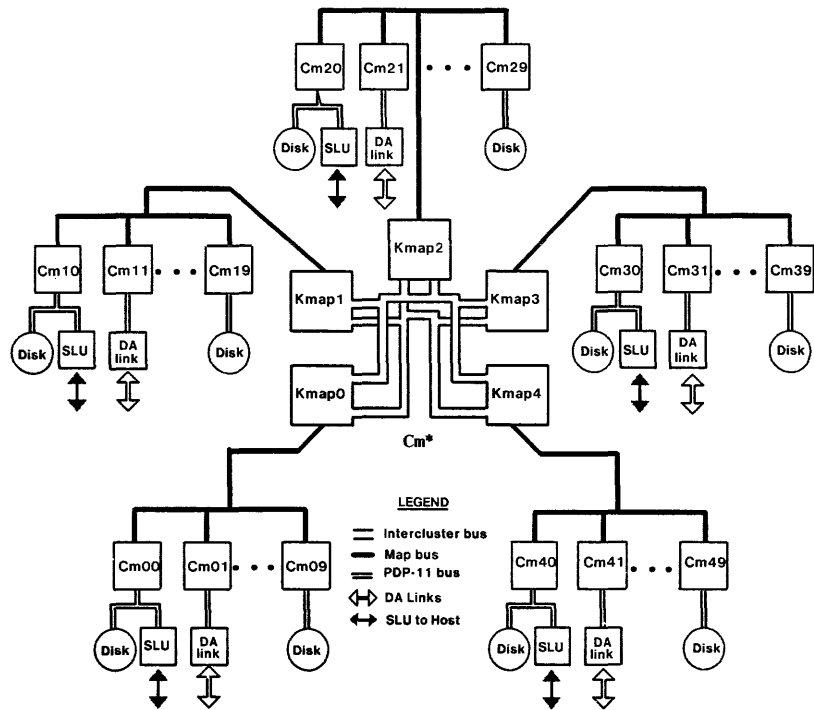 Cm20 Cm21 • • • Cm29
Disk SLU DA link Disk
Kmap2
Cm10 Cm11 • • • Cm19
Kmap1 Kmap3
Cm30 Cm31 • • • Cm39
Disk SLU DA link Disk
Disk SLU DA link Disk
Kmap0 Kmap4
Cm*
LEGEND
Intercluster bus
Map bus
PDP-11 bus
DA Links
SLU to Host
Cm00 Cm01 • • • Cm09
Disk SLU DA link Disk
Cm40 Cm41 • • • Cm49
Disk SLU DA link Disk